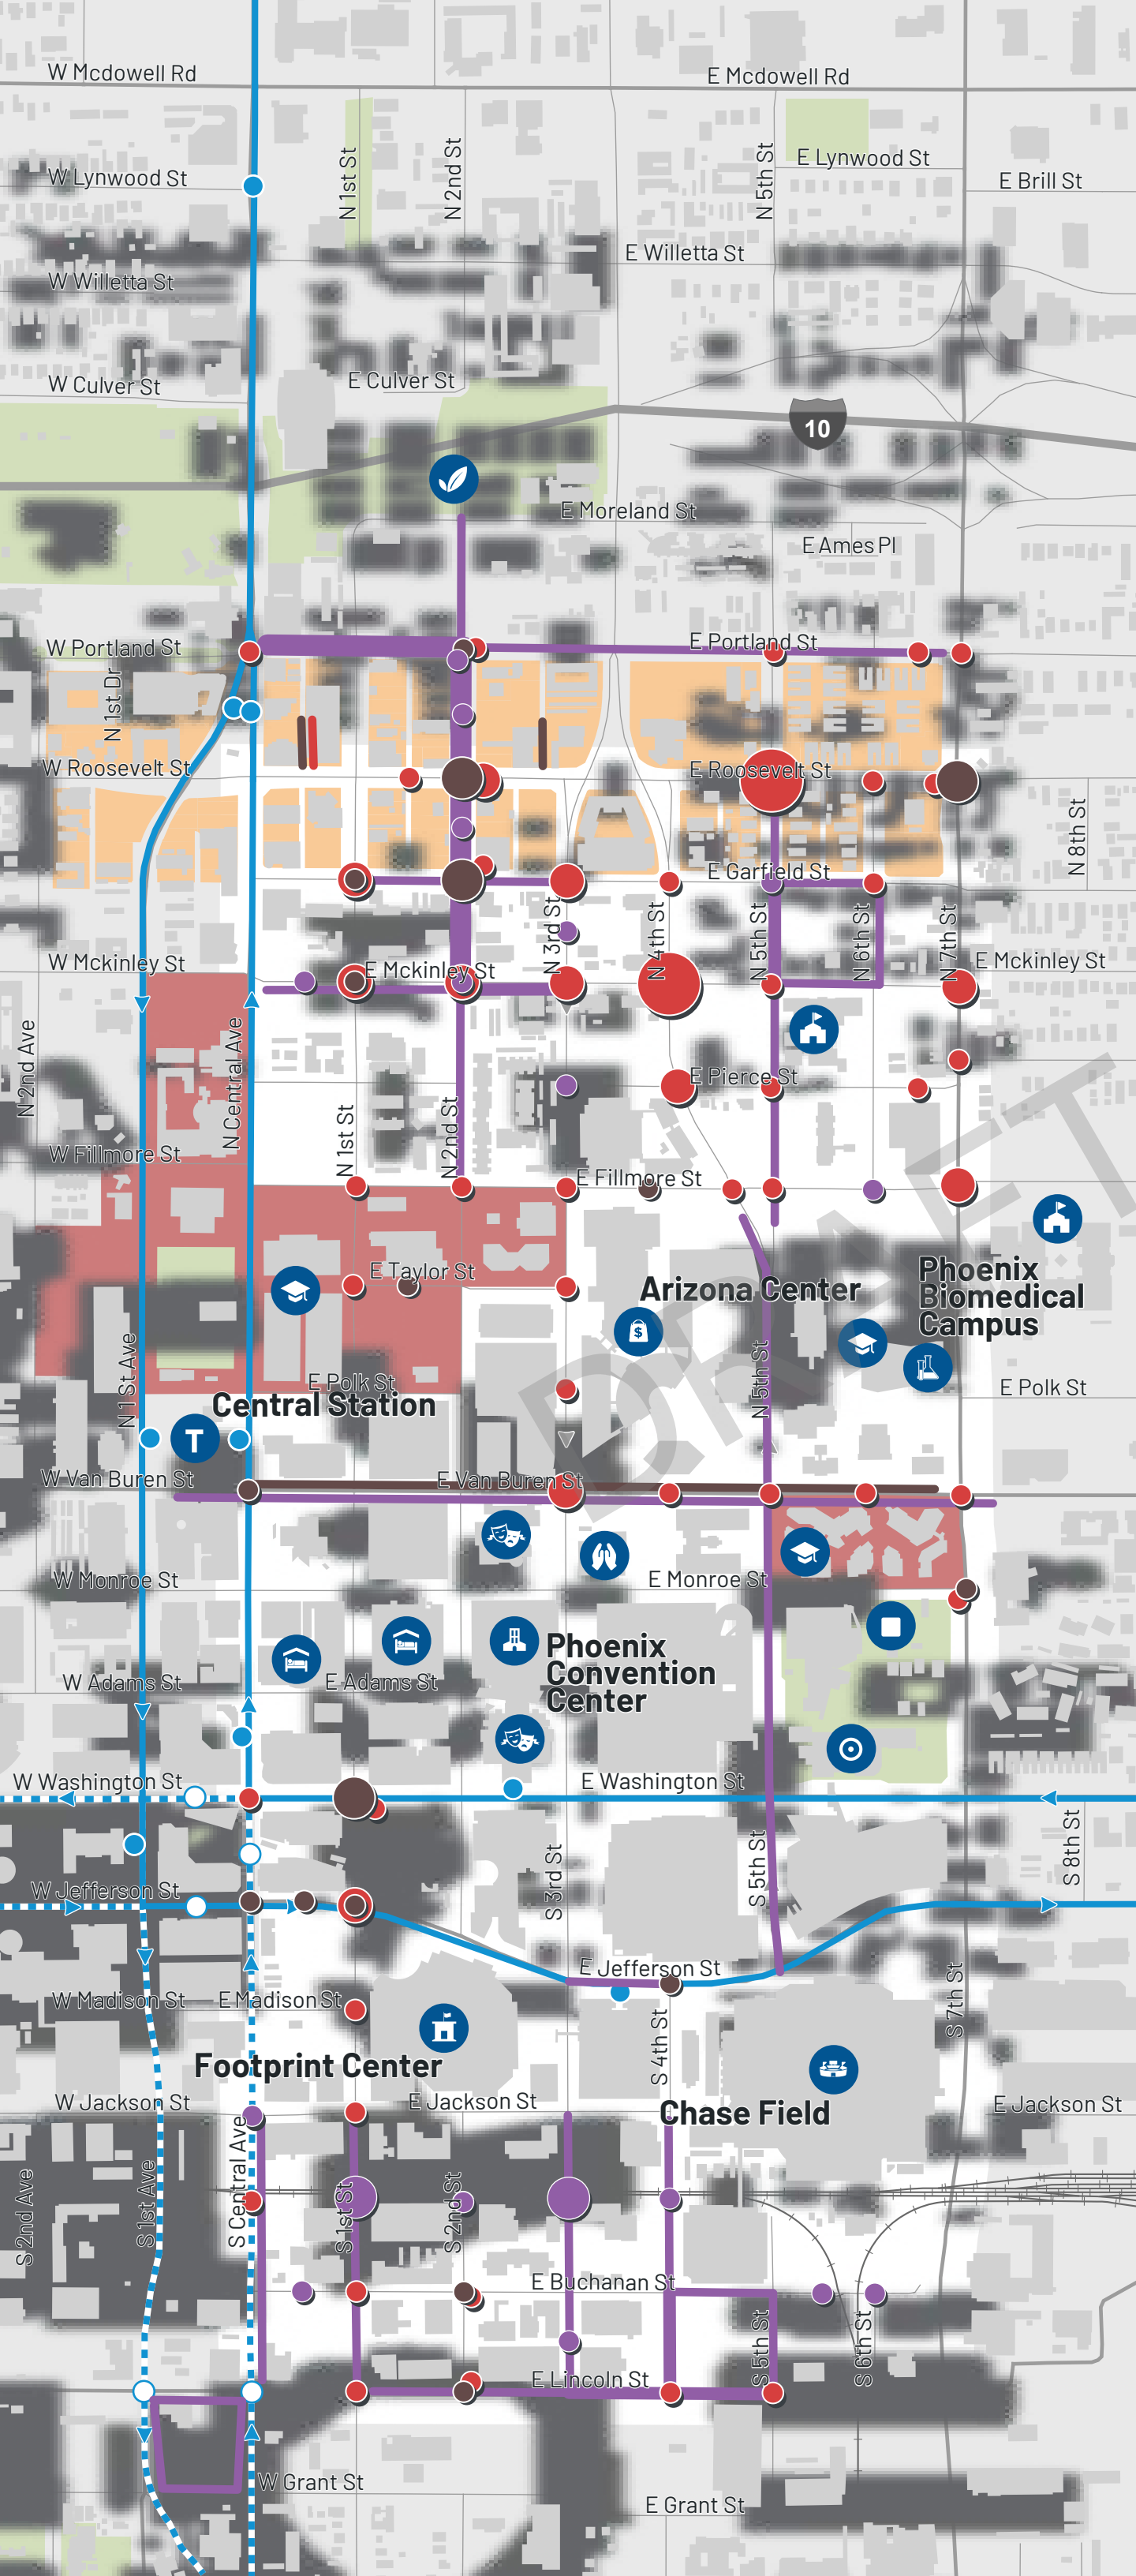 W Mcdowell Rd
E Mcdowell Rd
N 1st St
N 2nd St
N 5th St
E Lynwood St
W Lynwood St
E Brill St
E Willetta St
W Willetta St
E Culver St
W Culver St
10
E Moreland St
E Ames Pl
W Portland St
E Portland St
N 1st Dr
W Roosevelt St
E Roosevelt St
N 8th St
E Garfield St
N 3rd St
N 4th St
N 5th St
N 6th St
N 7th St
W Mckinley St
E Mckinley St
E Mckinley St
N 2nd Ave
N Central Ave
E Pierce St
N 1st St
N 2nd St
W Fillmore St
E Fillmore St
DRAFT
E Taylor St
Arizona Center
Phoenix
Biomedical
Campus
N 1st Ave
N 5th St
E Polk St
E Polk St
Central Station
T
W Van Buren St
E Van Buren St
W Monroe St
E Monroe St
Phoenix
Convention
Center
W Adams St
E Adams St
W Washington St
E Washington St
S 3rd St
S 5th St
S 8th St
W Jefferson St
E Jefferson St
W Madison St
E Madison St
S 4th St
S 7th St
Footprint Center
W Jackson St
E Jackson St
Chase Field
E Jackson St
S 2nd Ave
S 1st Ave
S Central Ave
S 1st St
S 2nd St
E Buchanan St
S 5th St
S 6th St
E Lincoln St
W Grant St
E Grant St